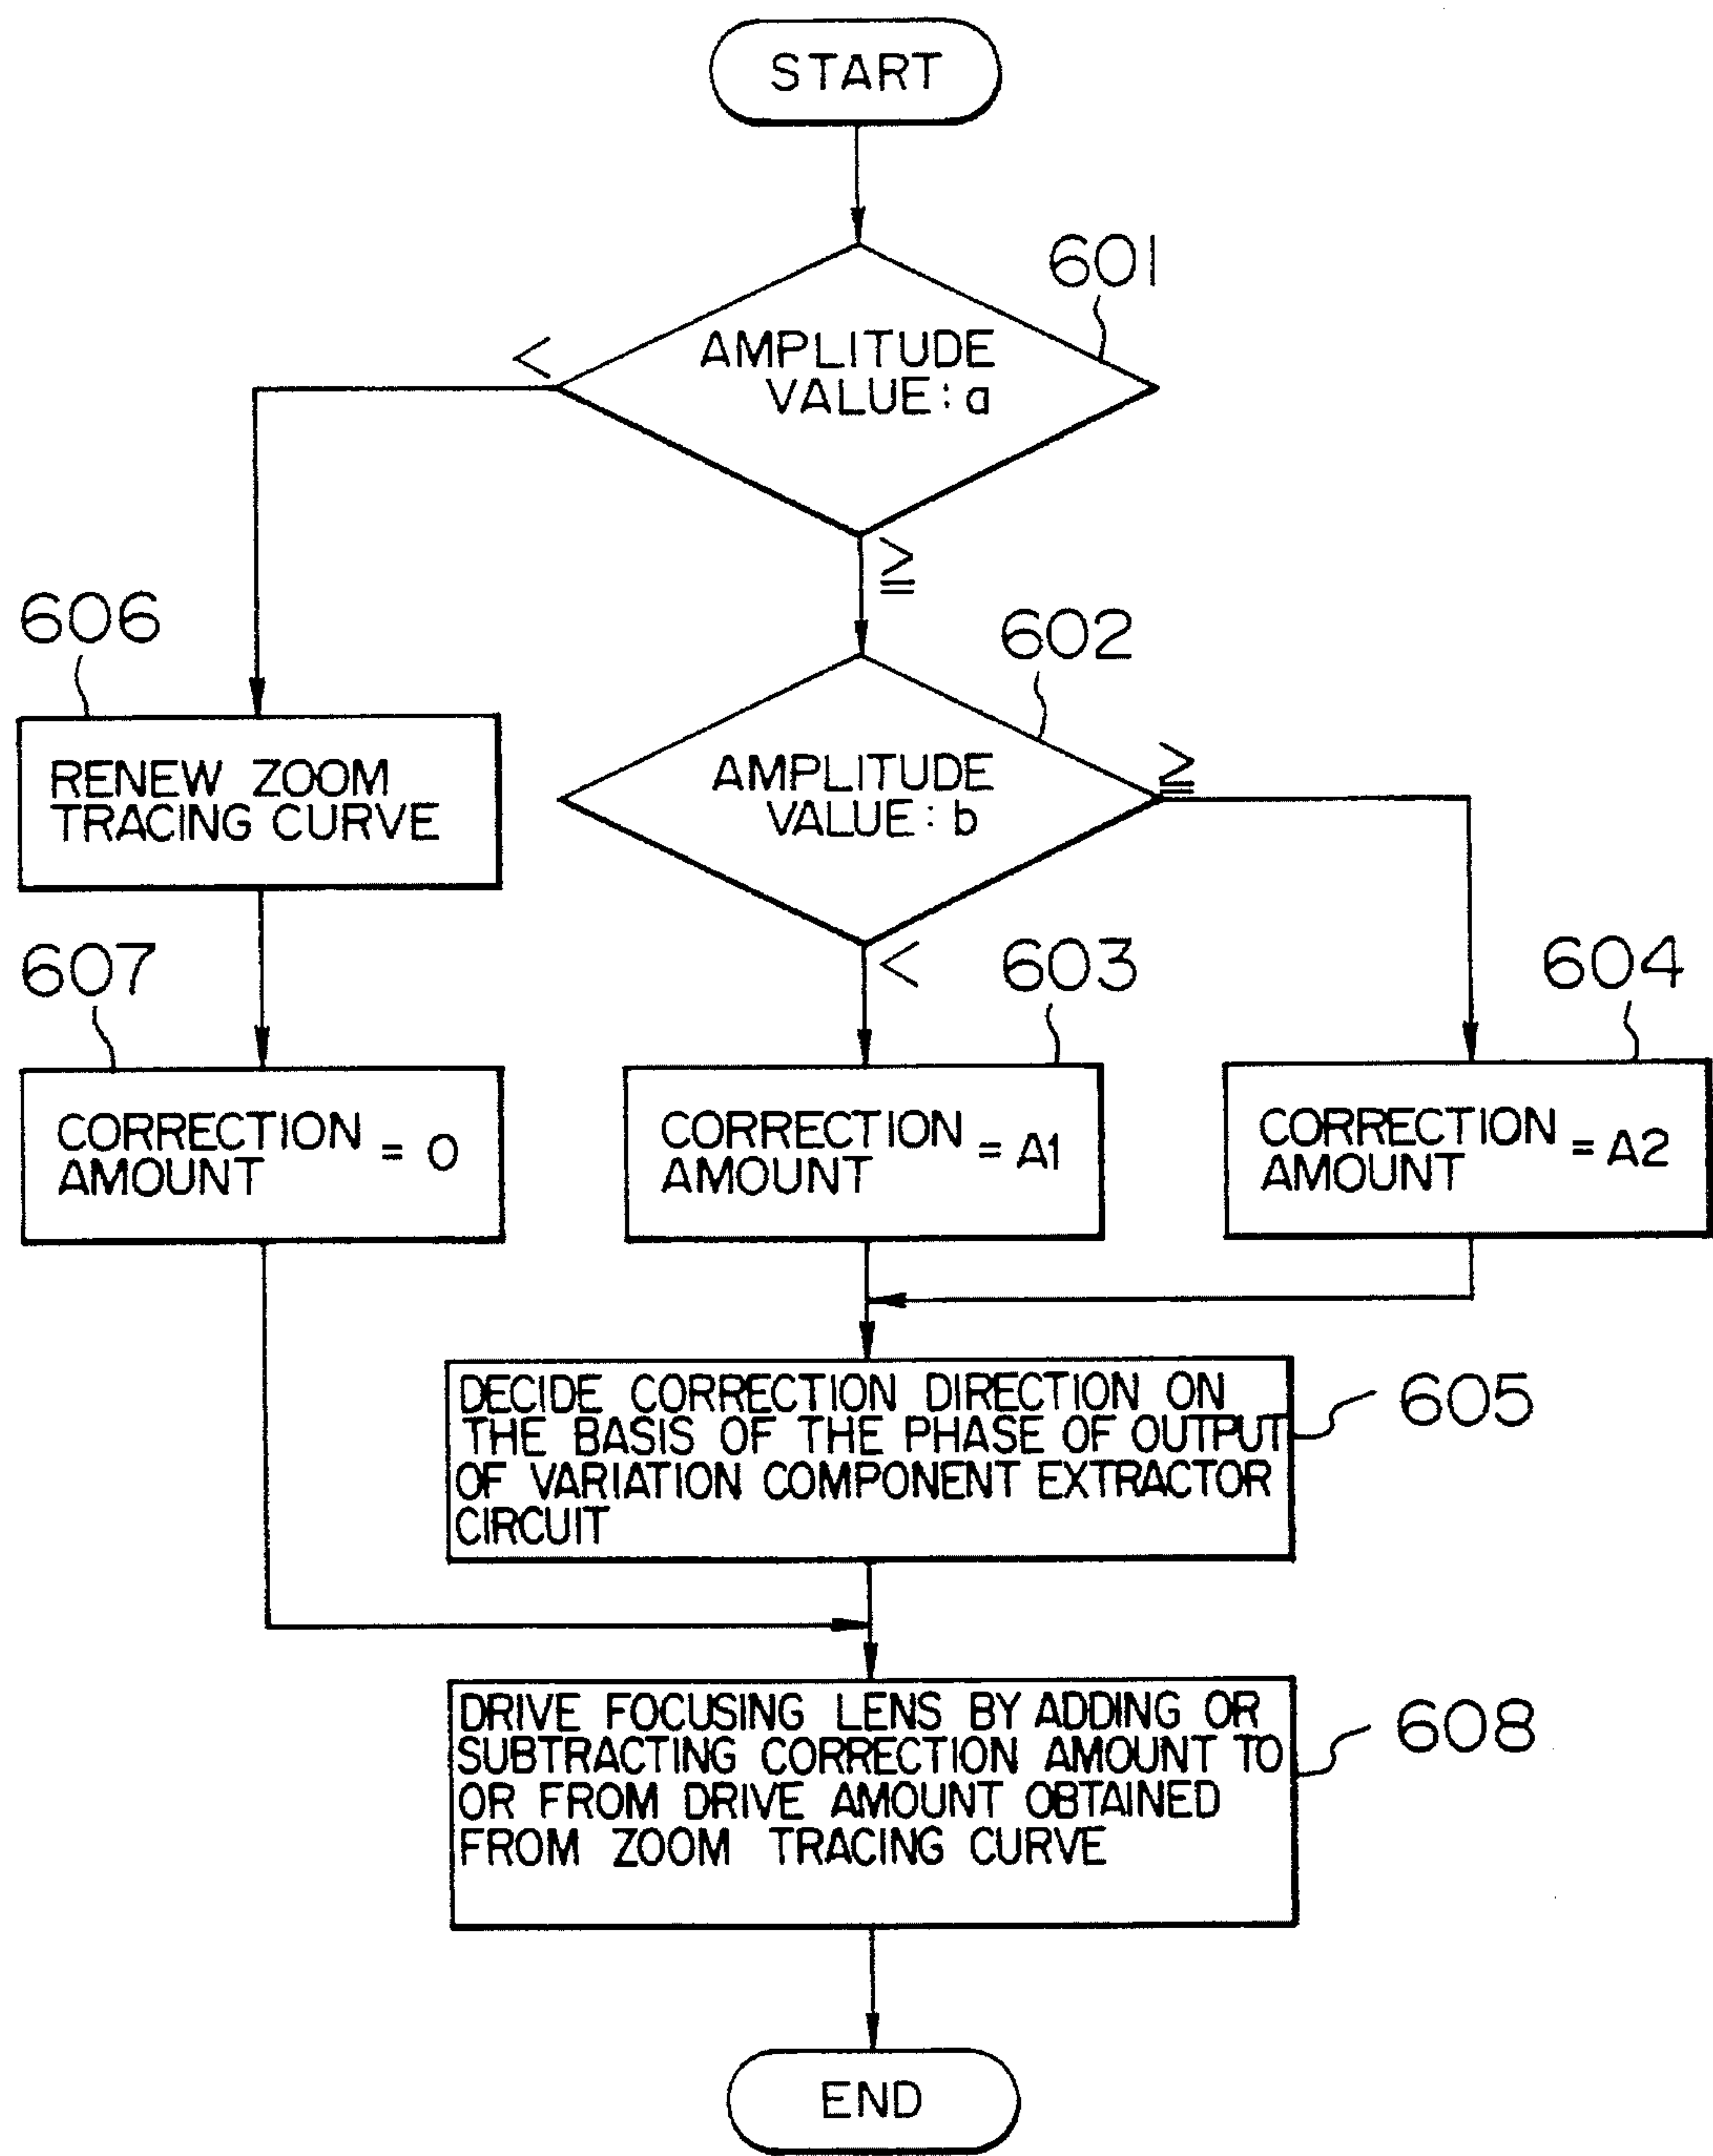 START
601
<
AMPLITUDE
VALUE : a
≧
606
602
RENEW ZOOM
TRACING CURVE
AMPLITUDE
VALUE : b
≧
607
<
603
604
CORRECTION
AMOUNT = 0
CORRECTION
AMOUNT = A1
CORRECTION
AMOUNT = A2
DECIDE CORRECTION DIRECTION ON
THE BASIS OF THE PHASE OF OUTPUT
OF VARIATION COMPONENT EXTRACTOR
CIRCUIT
605
DRIVE FOCUSING LENS BY ADDING OR
SUBTRACTING CORRECTION AMOUNT TO
OR FROM DRIVE AMOUNT OBTAINED
FROM ZOOM TRACING CURVE
608
END